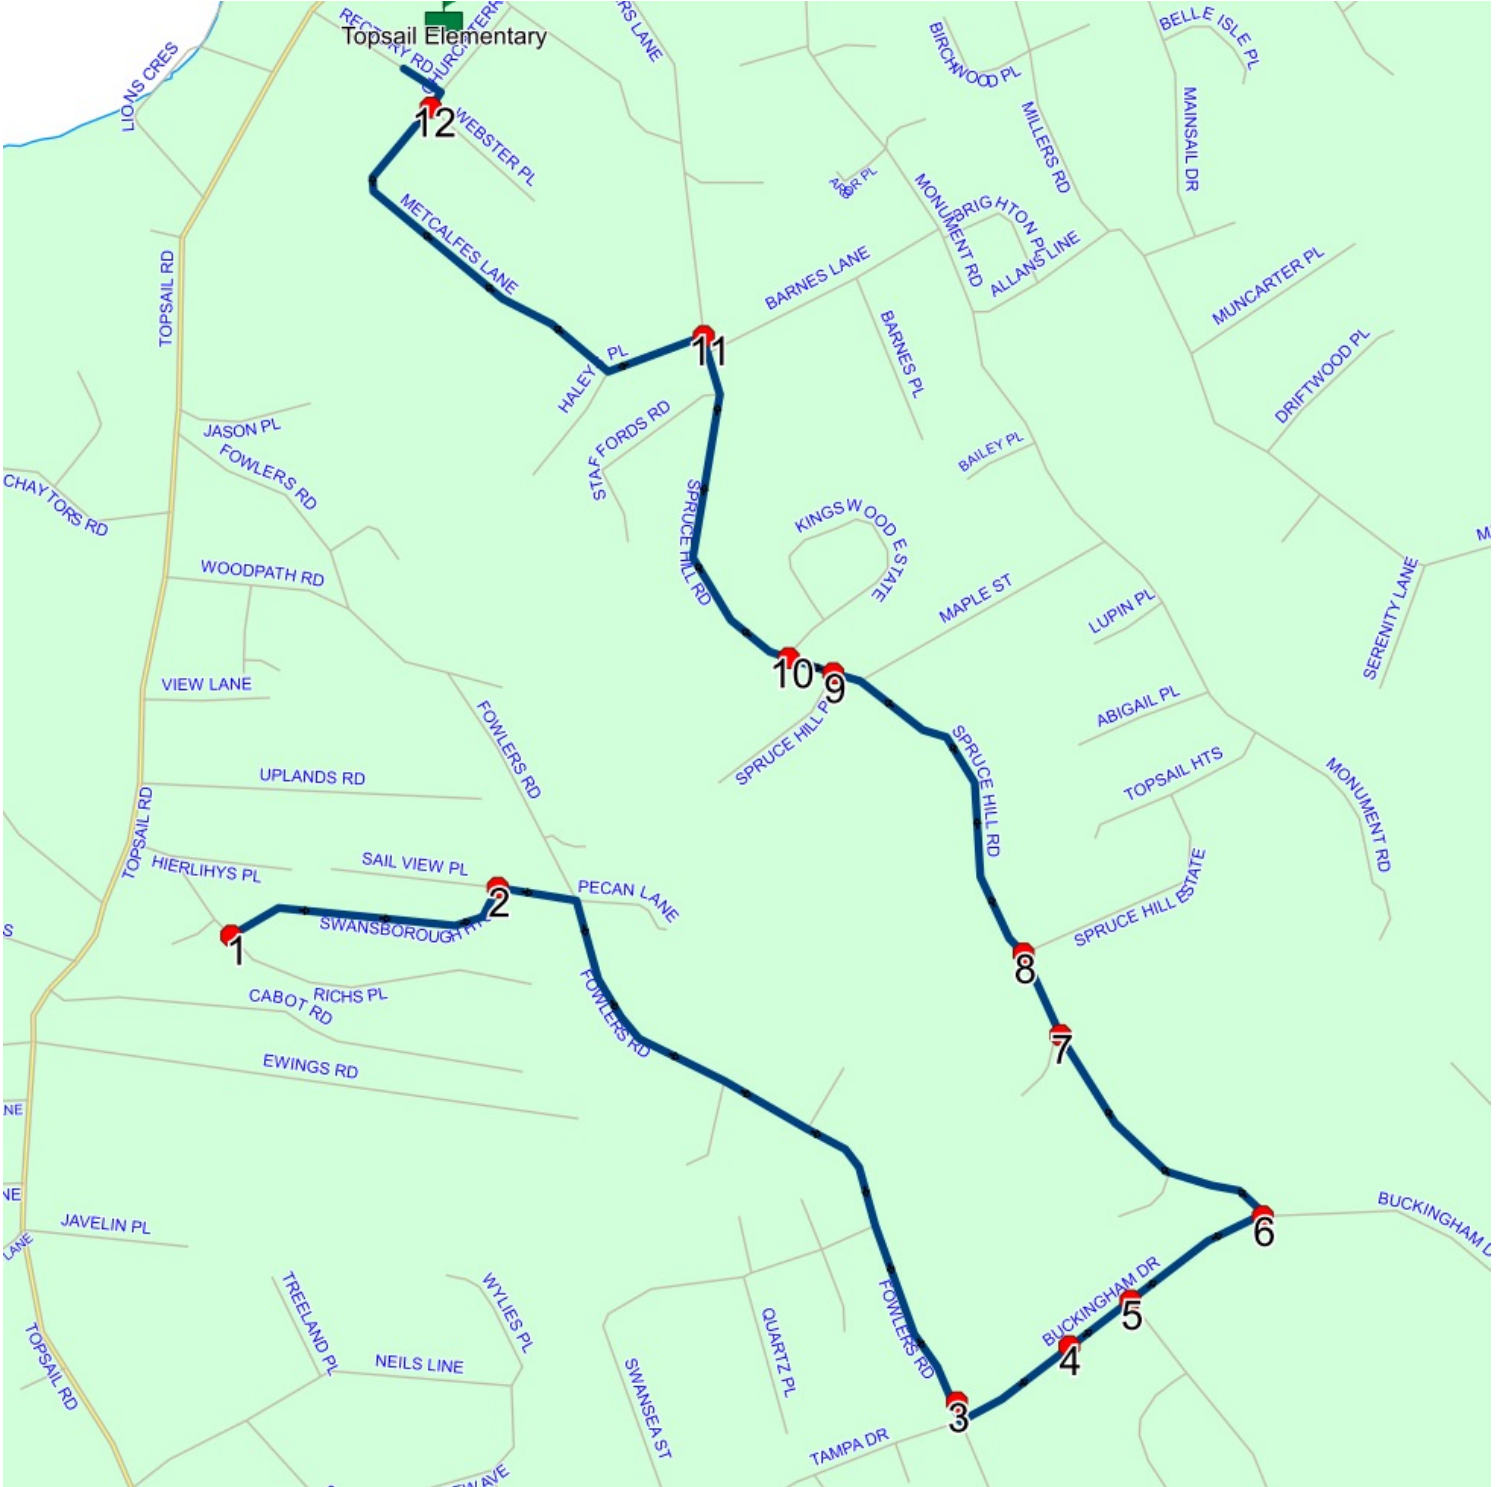 Topsail Elementary
RECTORY RD
LIONS CRES
BIRCHWOOD PL
BELLE ISLE PL
MAINSAIL DR
MILLERS RD
12
WEBSTER PL
METCALFES LANE
MONUMENT RD
BRIGHTON PL
ALLANS LINE
BARNES LANE
MUNCARTER PL
TOPSAIL RD
11
HALEY PL
BARNES PL
DRIFTWOOD PL
STAFFORDS RD
JASON PL
FOWLERS RD
CHAYTORS RD
BAILEY PL
SPRUCE HILL RD
KINGSWOOD ESTATE
WOODPATH RD
MAPLE ST
LUPIN PL
SERENITY LANE
10
9
VIEW LANE
SPRUCE HILL P
ABIGAIL PL
FOWLERS RD
SPRUCE HILL RD
TOPSAIL HTS
MONUMENT RD
UPLANDS RD
TOPSAIL RD
HIERLIHYS PL
SAIL VIEW PL
PECAN LANE
2
SPRUCE HILL ESTATE
1
SWANSBOROUGH HTS
8
RICHS PL
CABOT RD
FOWLERS RD
7
EWINGS RD
NE
NE
JAVELIN PL
LANE
6
BUCKINGHAM D
BUCKINGHAM DR
5
4
TREELAND PL
WYLIES PL
QUARTZ PL
FOWLERS RD
NEILS LINE
SWANSEA ST
TOPSAIL RD
3
TAMPA DR